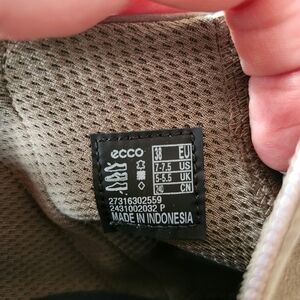 ecco
38 EU
7-7.5 US
5-5.5 UK
240 CN
27316302559
2431002032 P
MADE IN INDONESIA